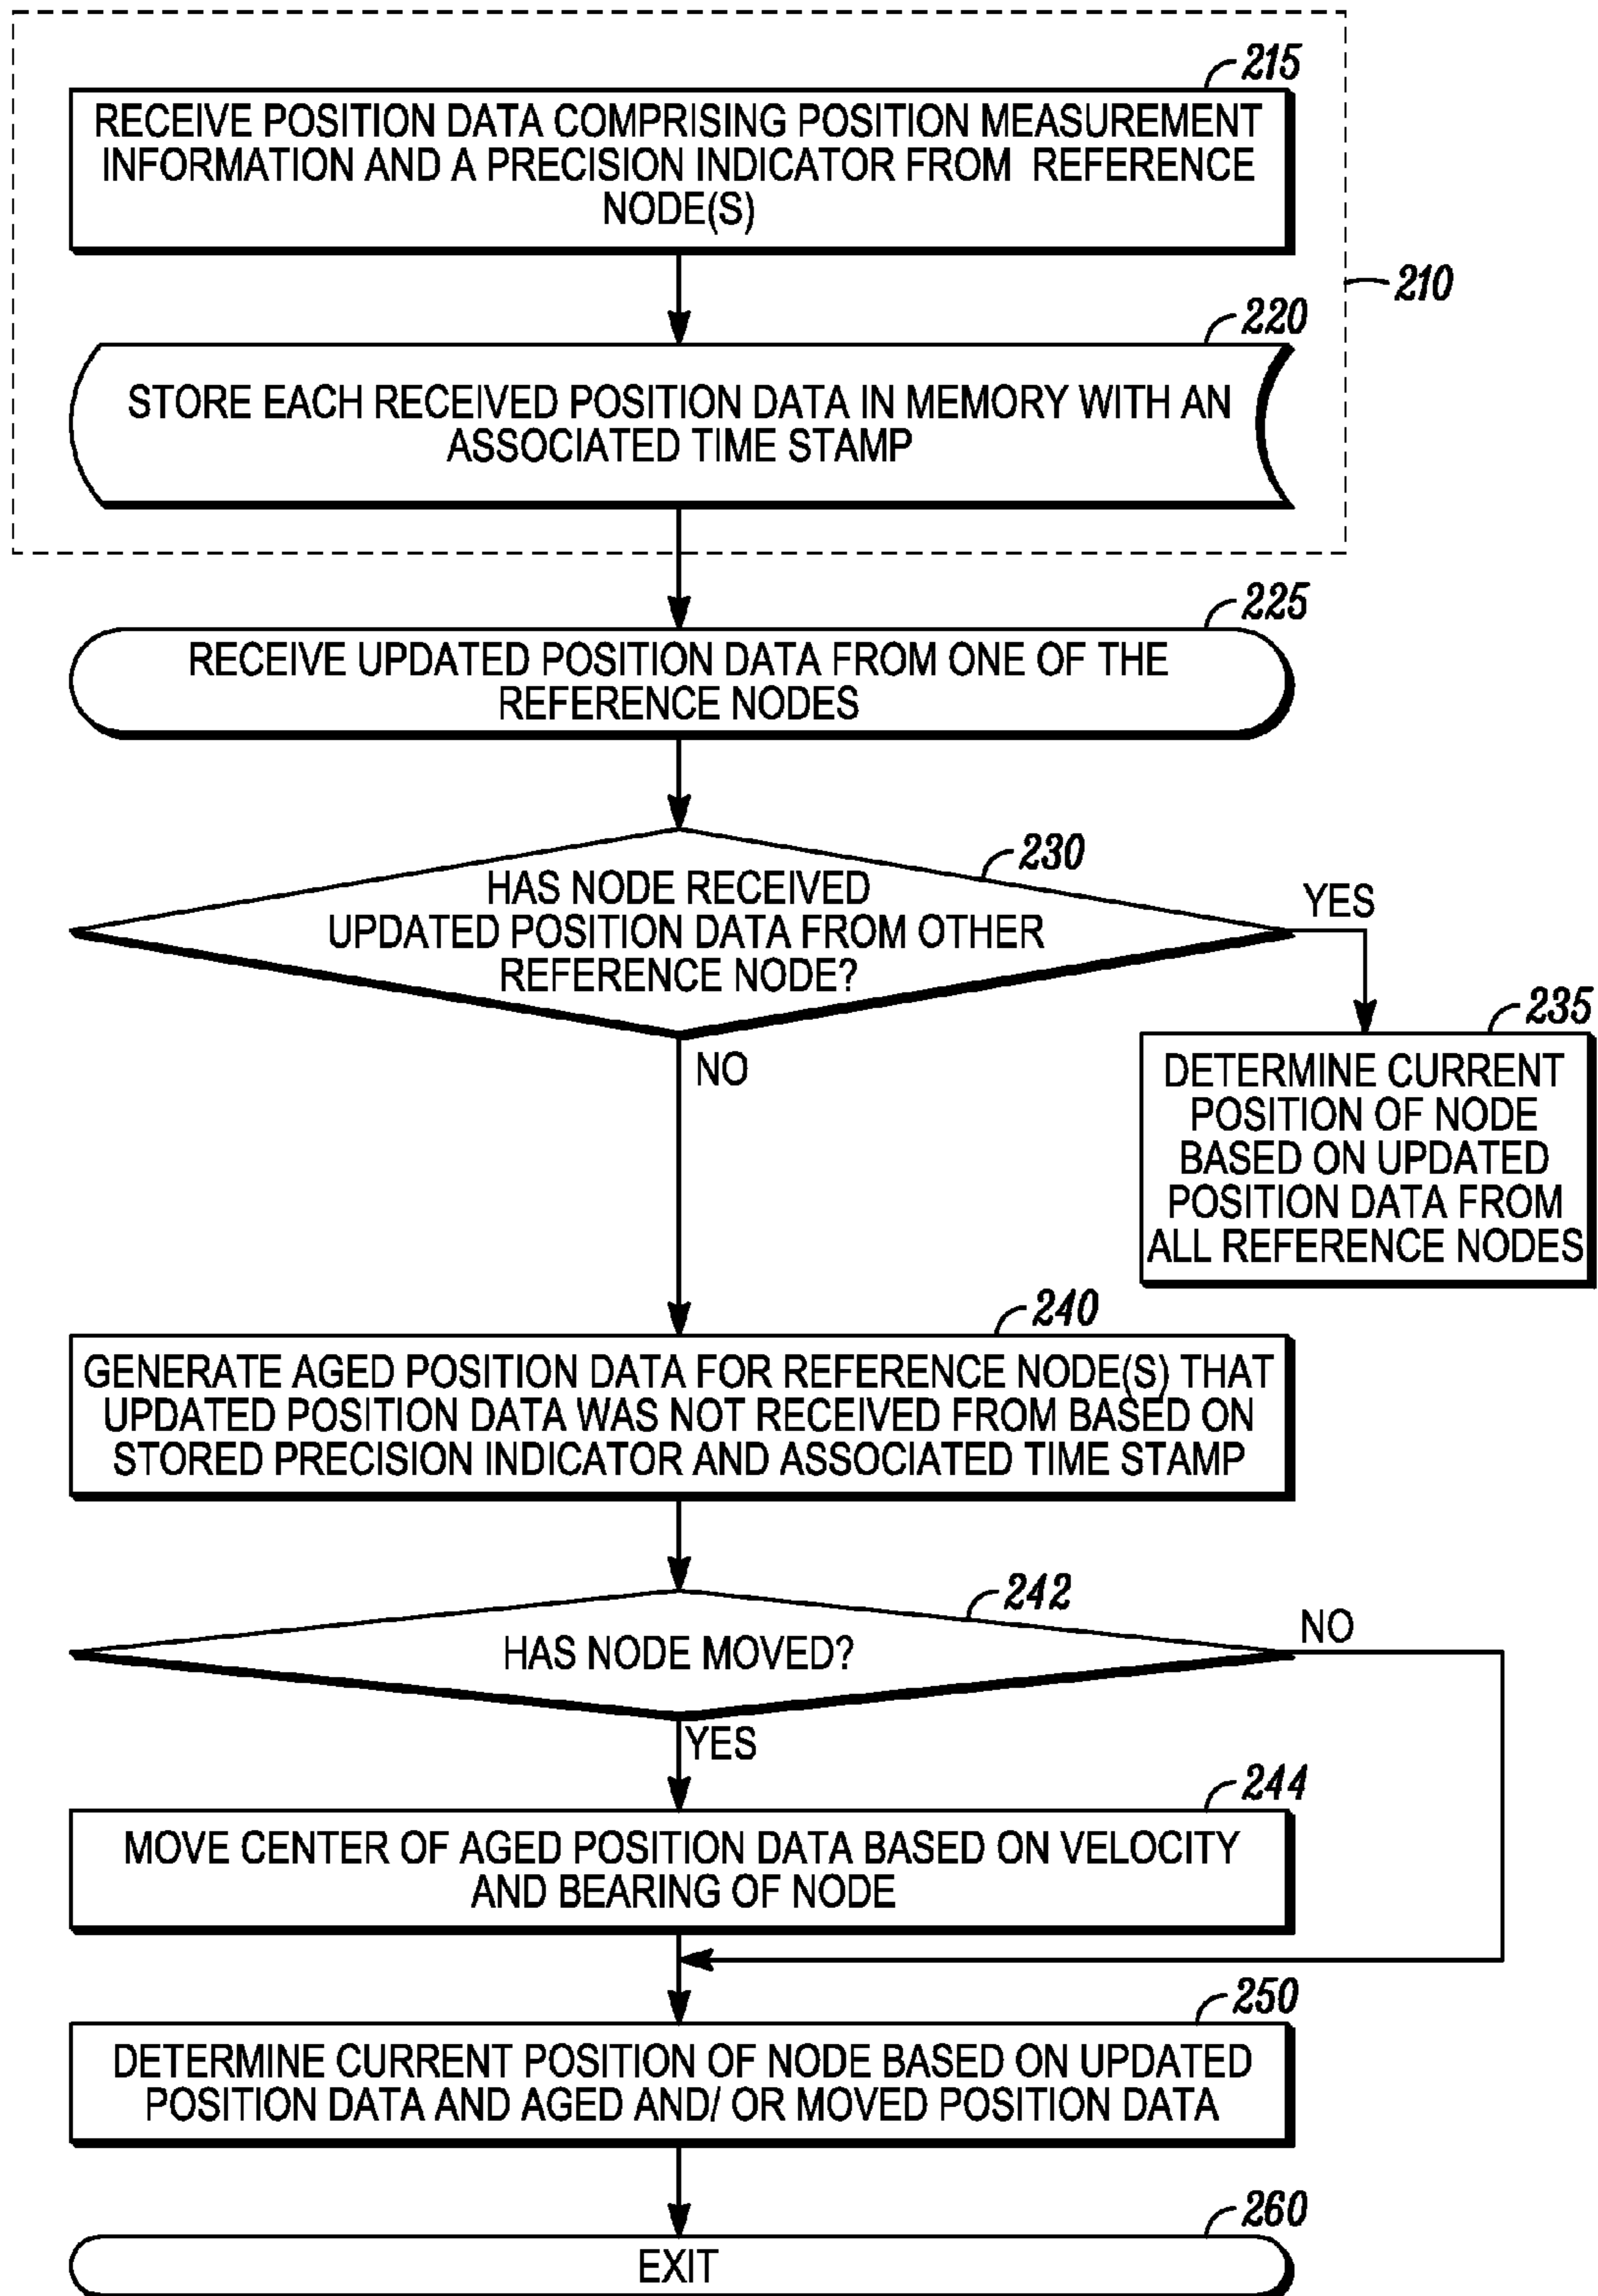 215
RECEIVE POSITION DATA COMPRISING POSITION MEASUREMENT
INFORMATION AND A PRECISION INDICATOR FROM REFERENCE
NODE(S)
210
220
STORE EACH RECEIVED POSITION DATA IN MEMORY WITH AN
ASSOCIATED TIME STAMP
225
RECEIVE UPDATED POSITION DATA FROM ONE OF THE
REFERENCE NODES
230
HAS NODE RECEIVED
UPDATED POSITION DATA FROM OTHER
REFERENCE NODE?
YES
235
DETERMINE CURRENT
POSITION OF NODE
BASED ON UPDATED
POSITION DATA FROM
ALL REFERENCE NODES
NO
240
GENERATE AGED POSITION DATA FOR REFERENCE NODE(S) THAT
UPDATED POSITION DATA WAS NOT RECEIVED FROM BASED ON
STORED PRECISION INDICATOR AND ASSOCIATED TIME STAMP
242
HAS NODE MOVED?
NO
YES
244
MOVE CENTER OF AGED POSITION DATA BASED ON VELOCITY
AND BEARING OF NODE
250
DETERMINE CURRENT POSITION OF NODE BASED ON UPDATED
POSITION DATA AND AGED AND/ OR MOVED POSITION DATA
260
EXIT